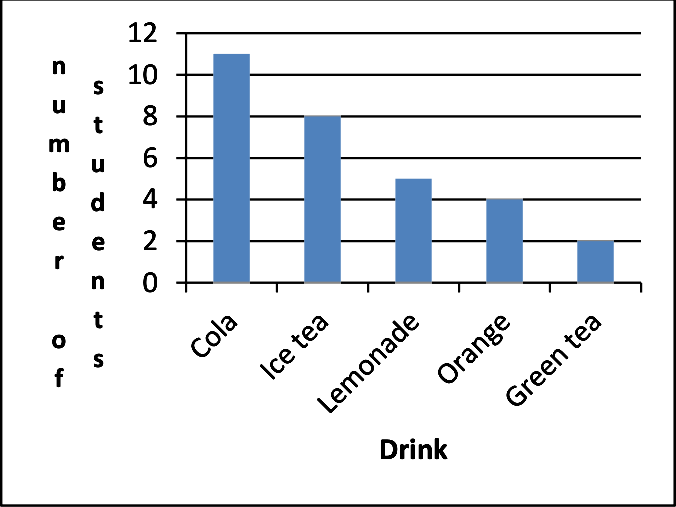 number of
students
12
10
8
6
4
2
0
Cola
Ice tea
Lemonade
Orange
Green tea
Drink